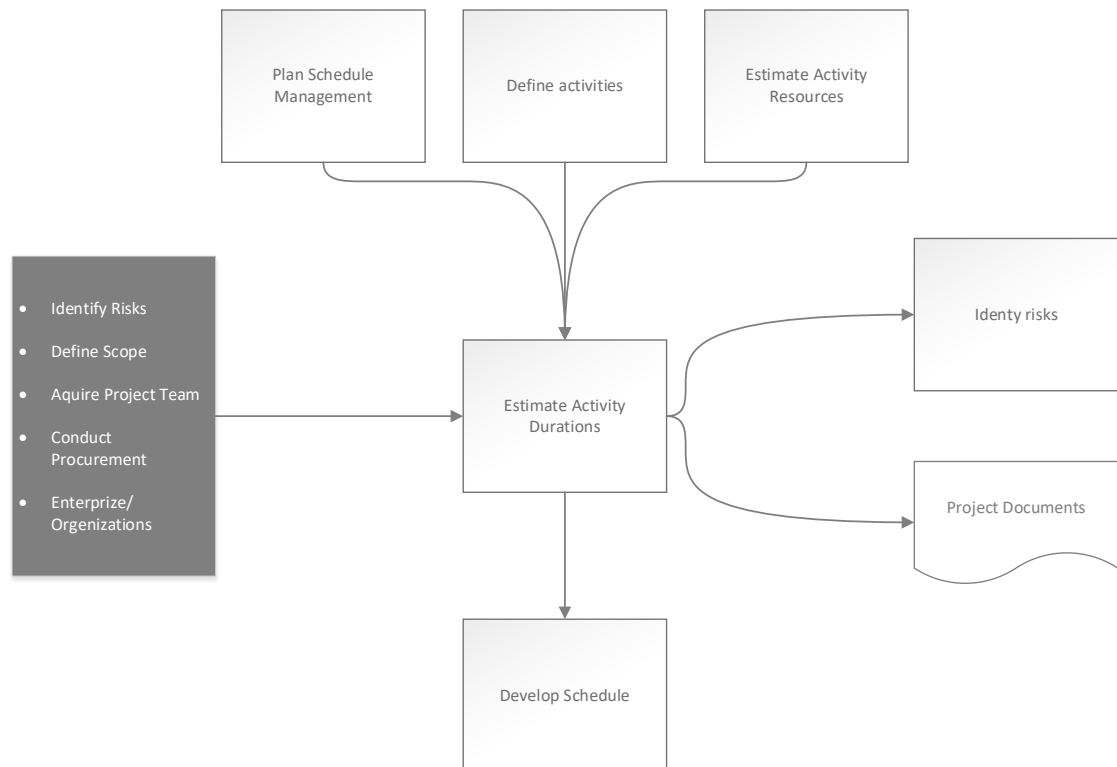 Plan Schedule
Management
Define activities
Estimate Activity
Resources
• Identify Risks
• Define Scope
• Aquire Project Team
• Conduct
Procurement
• Enterprize/
Orgenizations
Estimate Activity
Durations
Identy risks
Project Documents
Develop Schedule